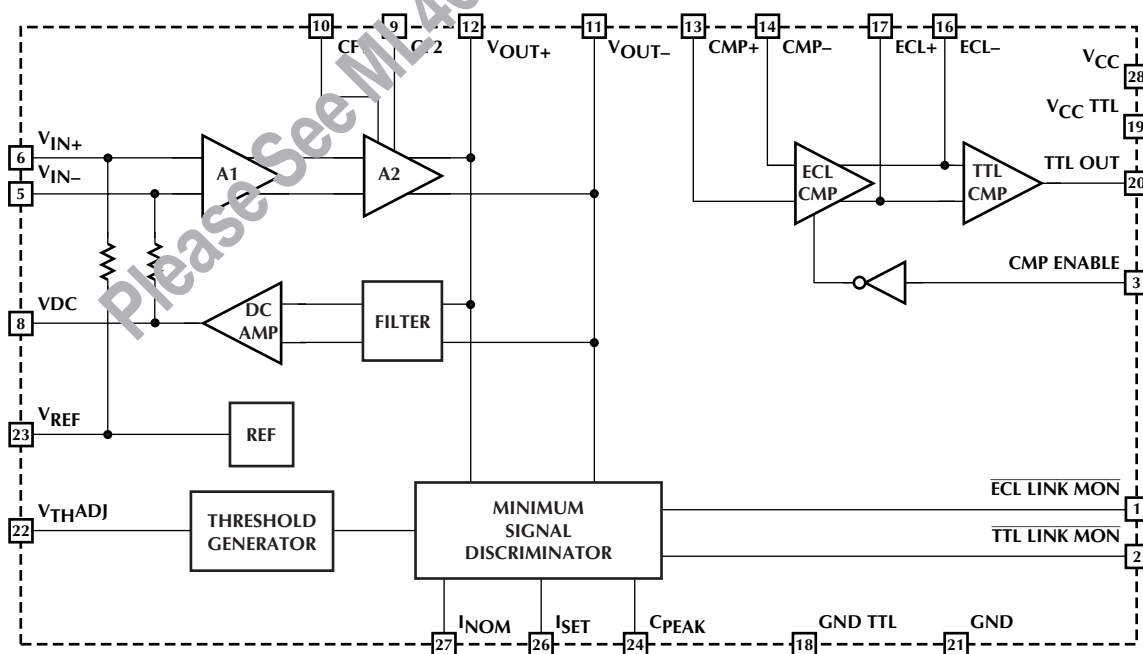 10
9
12
11
13
14
17
16
CF
CF2
VOUT+
VOUT–
CMP+
CMP–
ECL+
ECL–
VCC
28
VCC TTL
19
6
VIN+
5
VIN–
A1
A2
ECL
CMP
TTL
CMP
TTL OUT
20
CMP ENABLE
3
8
VDC
DC
AMP
FILTER
23
VREF
REF
22
VTHADJ
THRESHOLD
GENERATOR
MINIMUM
SIGNAL
DISCRIMINATOR
ECL LINK MON
1
TTL LINK MON
2
INOM
27
ISET
26
CPEAK
24
GND TTL
18
GND
21
Please See